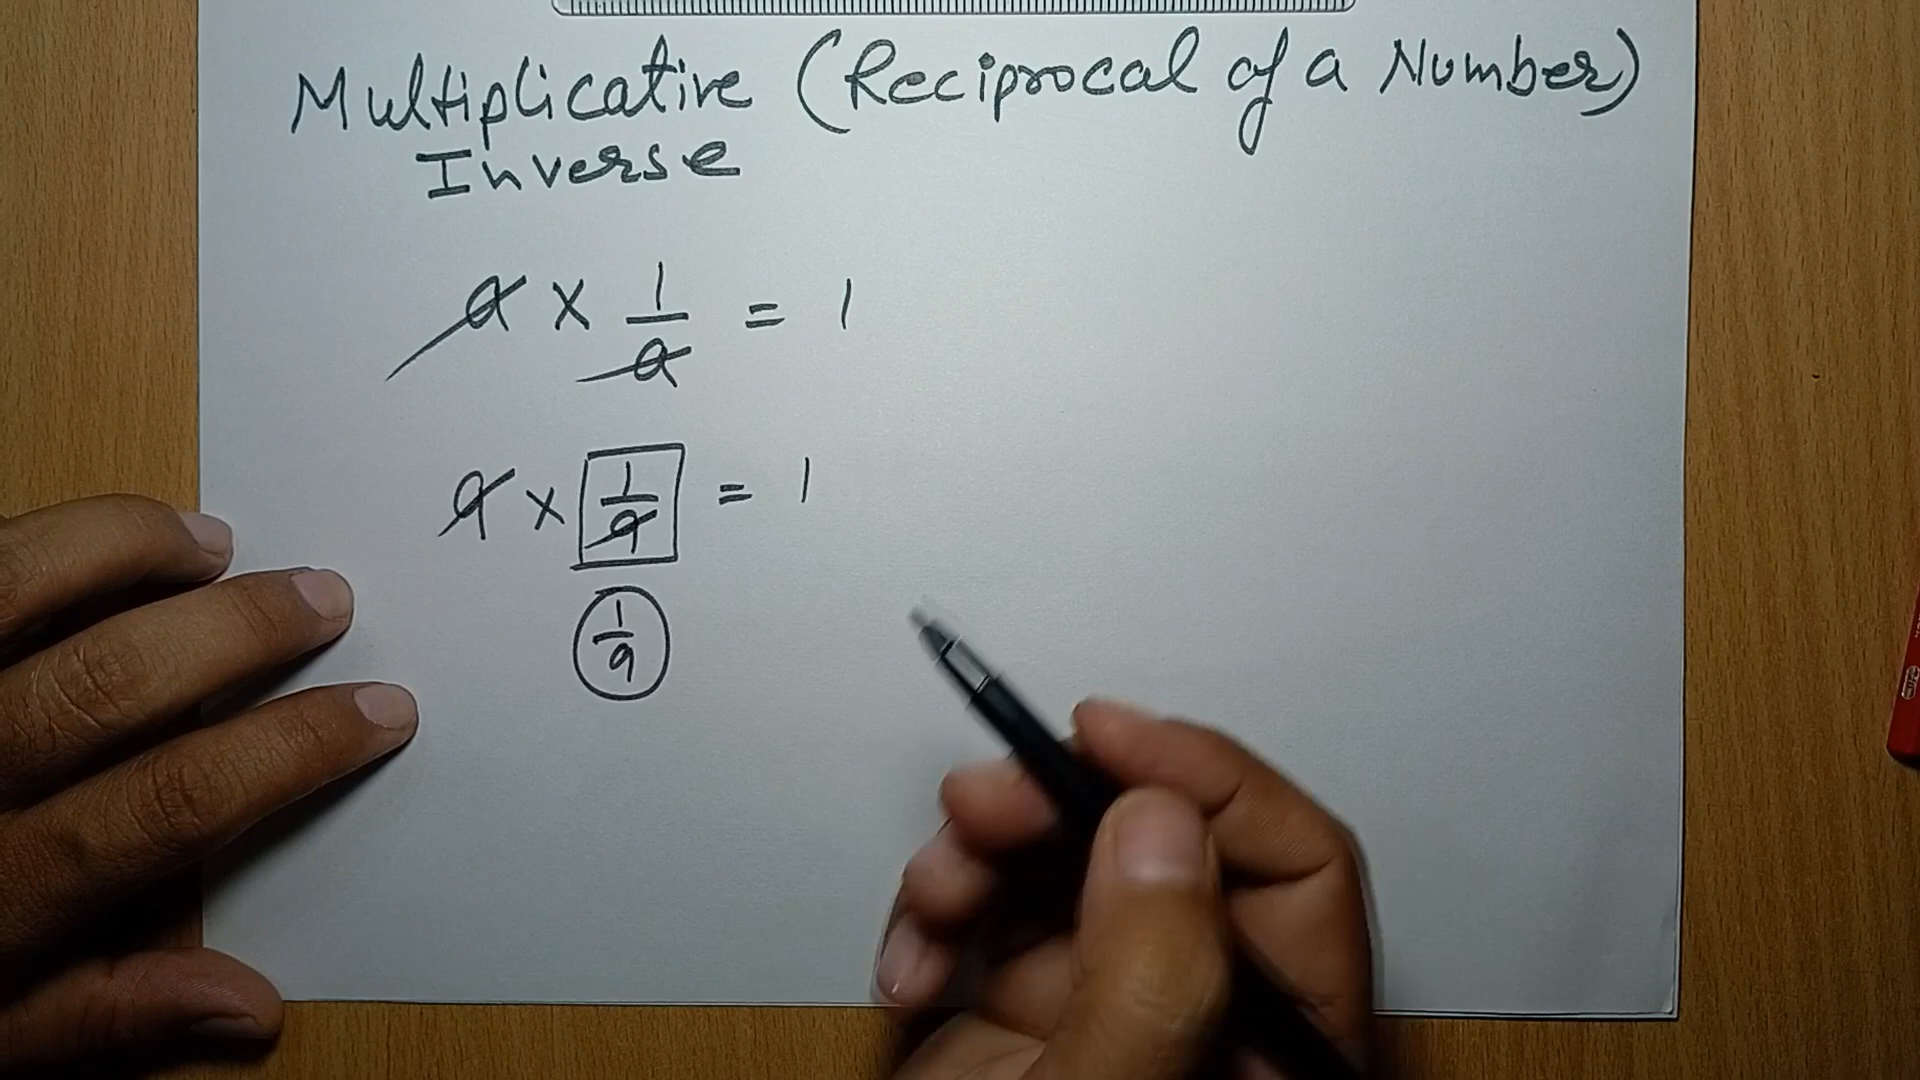 Multiplicative (Reciprocal of a Number)
Inverse
a × 1/a = 1
9 × 1/9 = 1
1/9